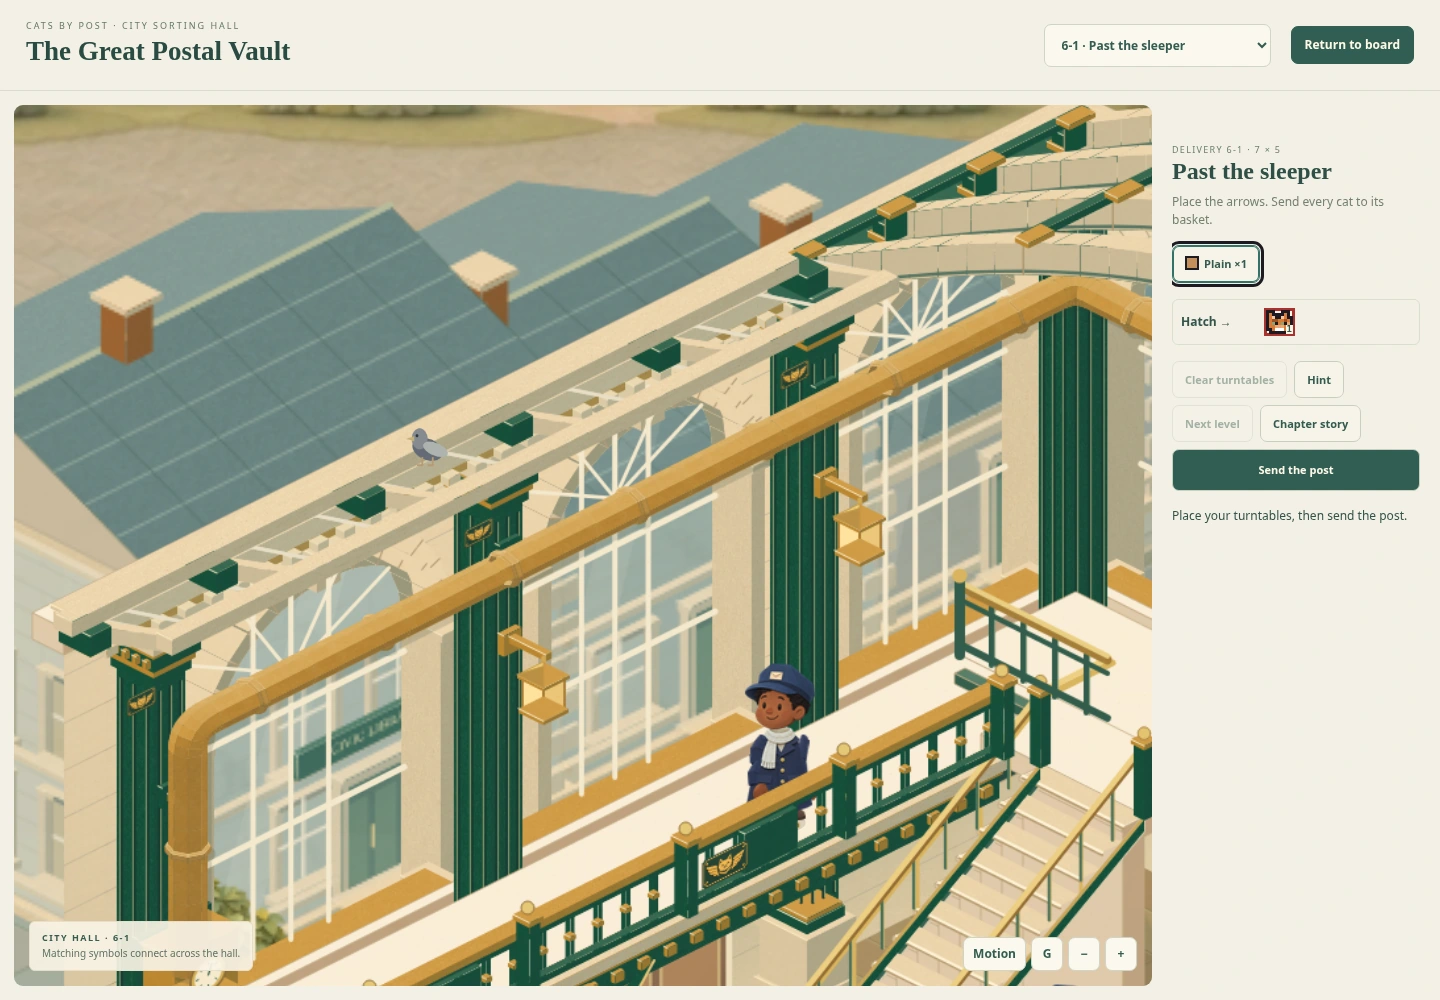 CATS BY POST · CITY SORTING HALL
The Great Postal Vault
6-1 · Past the sleeper
Return to board
DELIVERY 6-1 · 7 × 5
Past the sleeper
Place the arrows. Send every cat to its
basket.
Plain ×1
Hatch →
1
Clear turntables
Hint
Next level
Chapter story
Send the post
Place your turntables, then send the post.
CIVIC
CITY HALL · 6-1
Matching symbols connect across the hall.
Motion
G
−
+